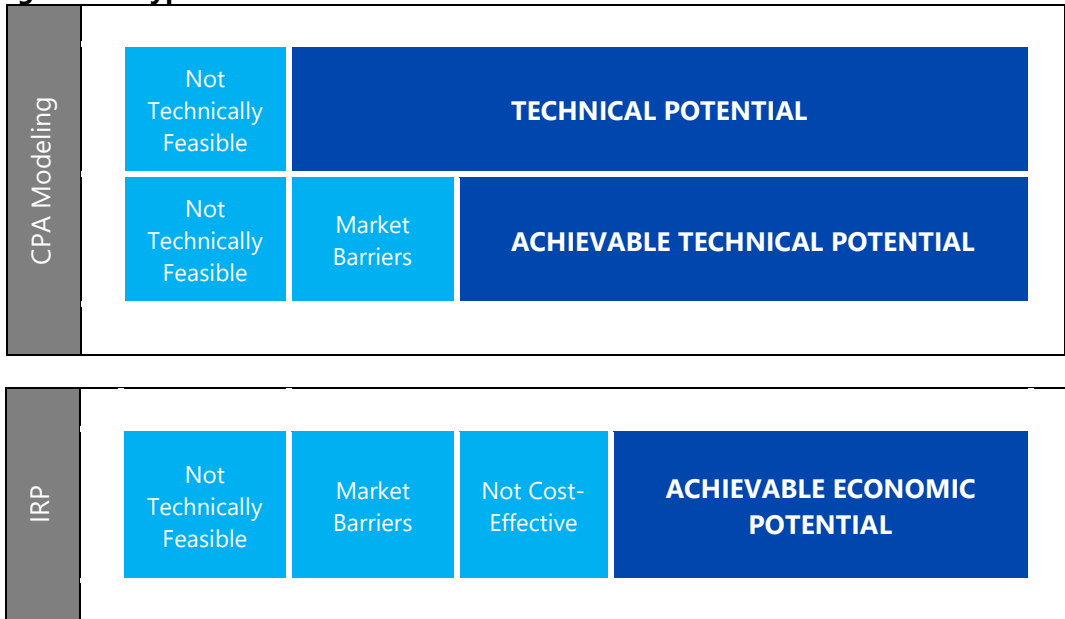 CPA Modeling
Not
Technically
Feasible
TECHNICAL POTENTIAL
Not
Technically
Feasible
Market
Barriers
ACHIEVABLE TECHNICAL POTENTIAL
IRP
Not
Technically
Feasible
Market
Barriers
Not Cost-
Effective
ACHIEVABLE ECONOMIC
POTENTIAL